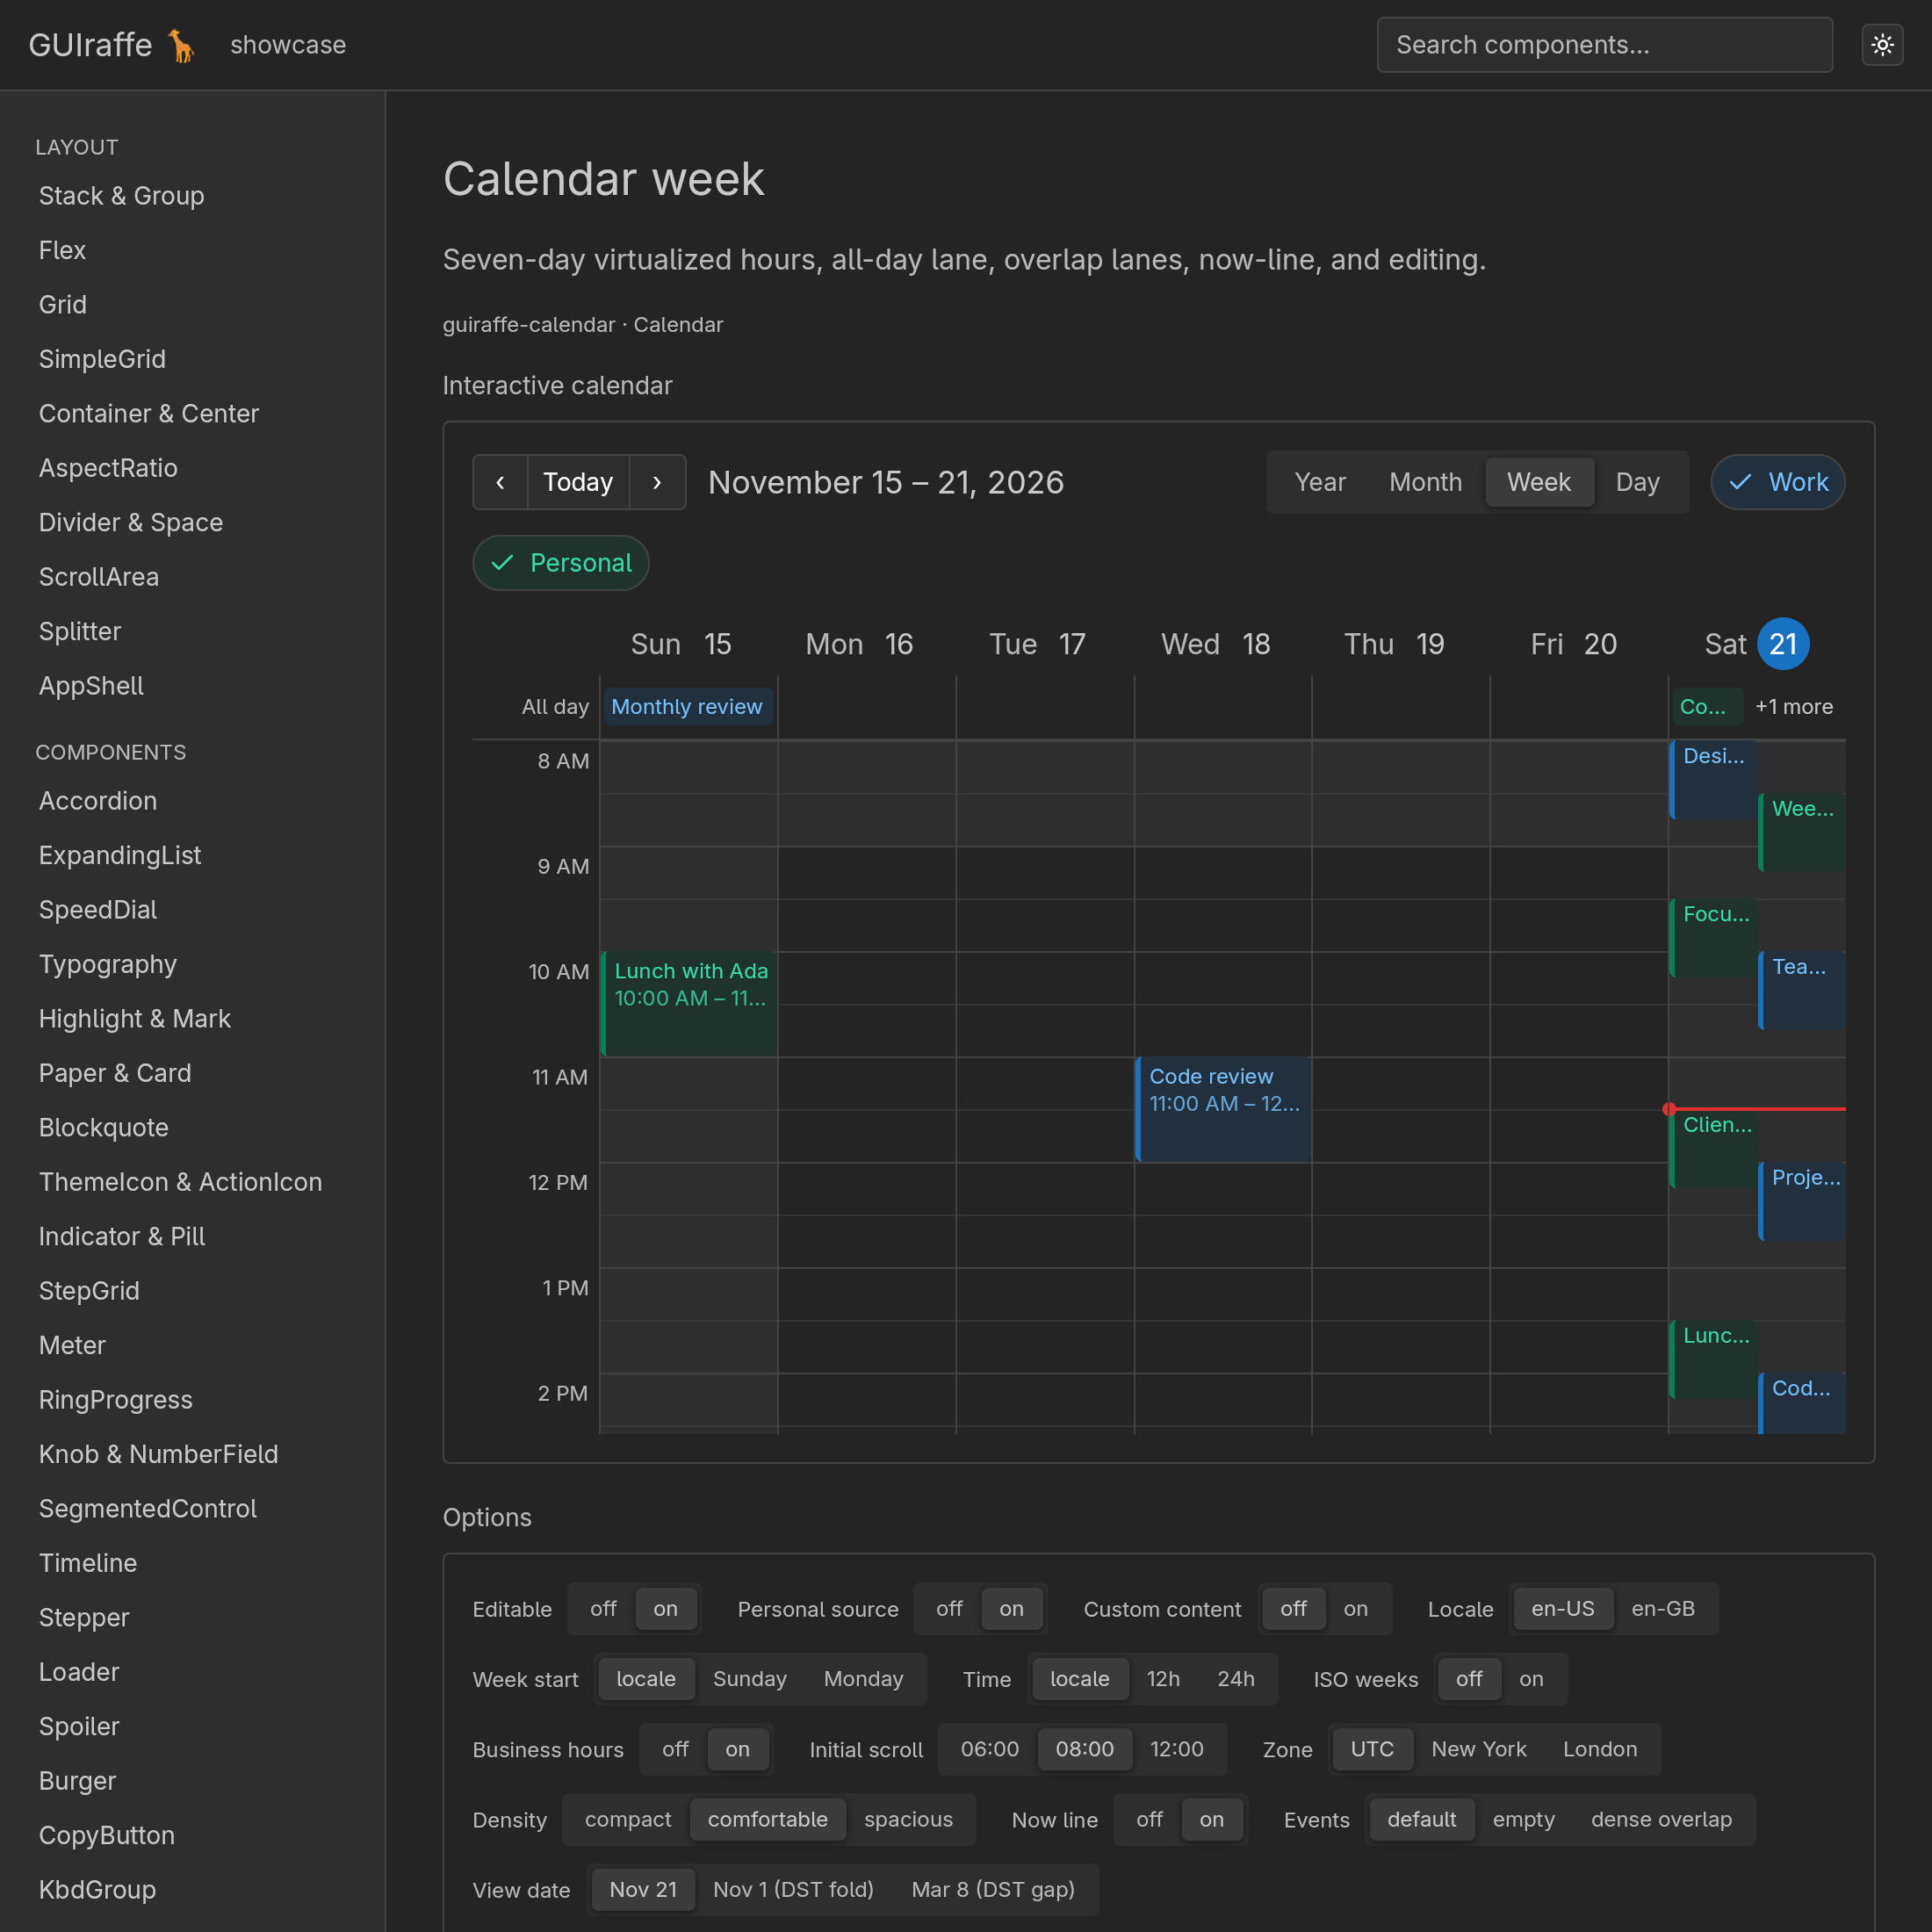 GUIraffe 🦒 showcase Search components...
LAYOUT
Stack & Group
Flex
Grid
SimpleGrid
Container & Center
AspectRatio
Divider & Space
ScrollArea
Splitter
AppShell
COMPONENTS
Accordion
ExpandingList
SpeedDial
Typography
Highlight & Mark
Paper & Card
Blockquote
ThemeIcon & ActionIcon
Indicator & Pill
StepGrid
Meter
RingProgress
Knob & NumberField
SegmentedControl
Timeline
Stepper
Loader
Spoiler
Burger
CopyButton
KbdGroup
Calendar week
Seven-day virtualized hours, all-day lane, overlap lanes, now-line, and editing.
guiraffe-calendar · Calendar
Interactive calendar
‹ Today › November 15 – 21, 2026 Year Month Week Day Work
Personal
Sun 15 Mon 16 Tue 17 Wed 18 Thu 19 Fri 20 Sat 21
All day Monthly review Co... +1 more
8 AM Desi...
Wee...
9 AM
Focu...
10 AM Lunch with Ada Tea...
10:00 AM – 11...
11 AM Code review
11:00 AM – 12...
Clien...
12 PM Proje...
1 PM
Lunc...
2 PM Cod...
Options
Editable off on Personal source off on Custom content off on Locale en-US en-GB
Week start locale Sunday Monday Time locale 12h 24h ISO weeks off on
Business hours off on Initial scroll 06:00 08:00 12:00 Zone UTC New York London
Density compact comfortable spacious Now line off on Events default empty dense overlap
View date Nov 21 Nov 1 (DST fold) Mar 8 (DST gap)